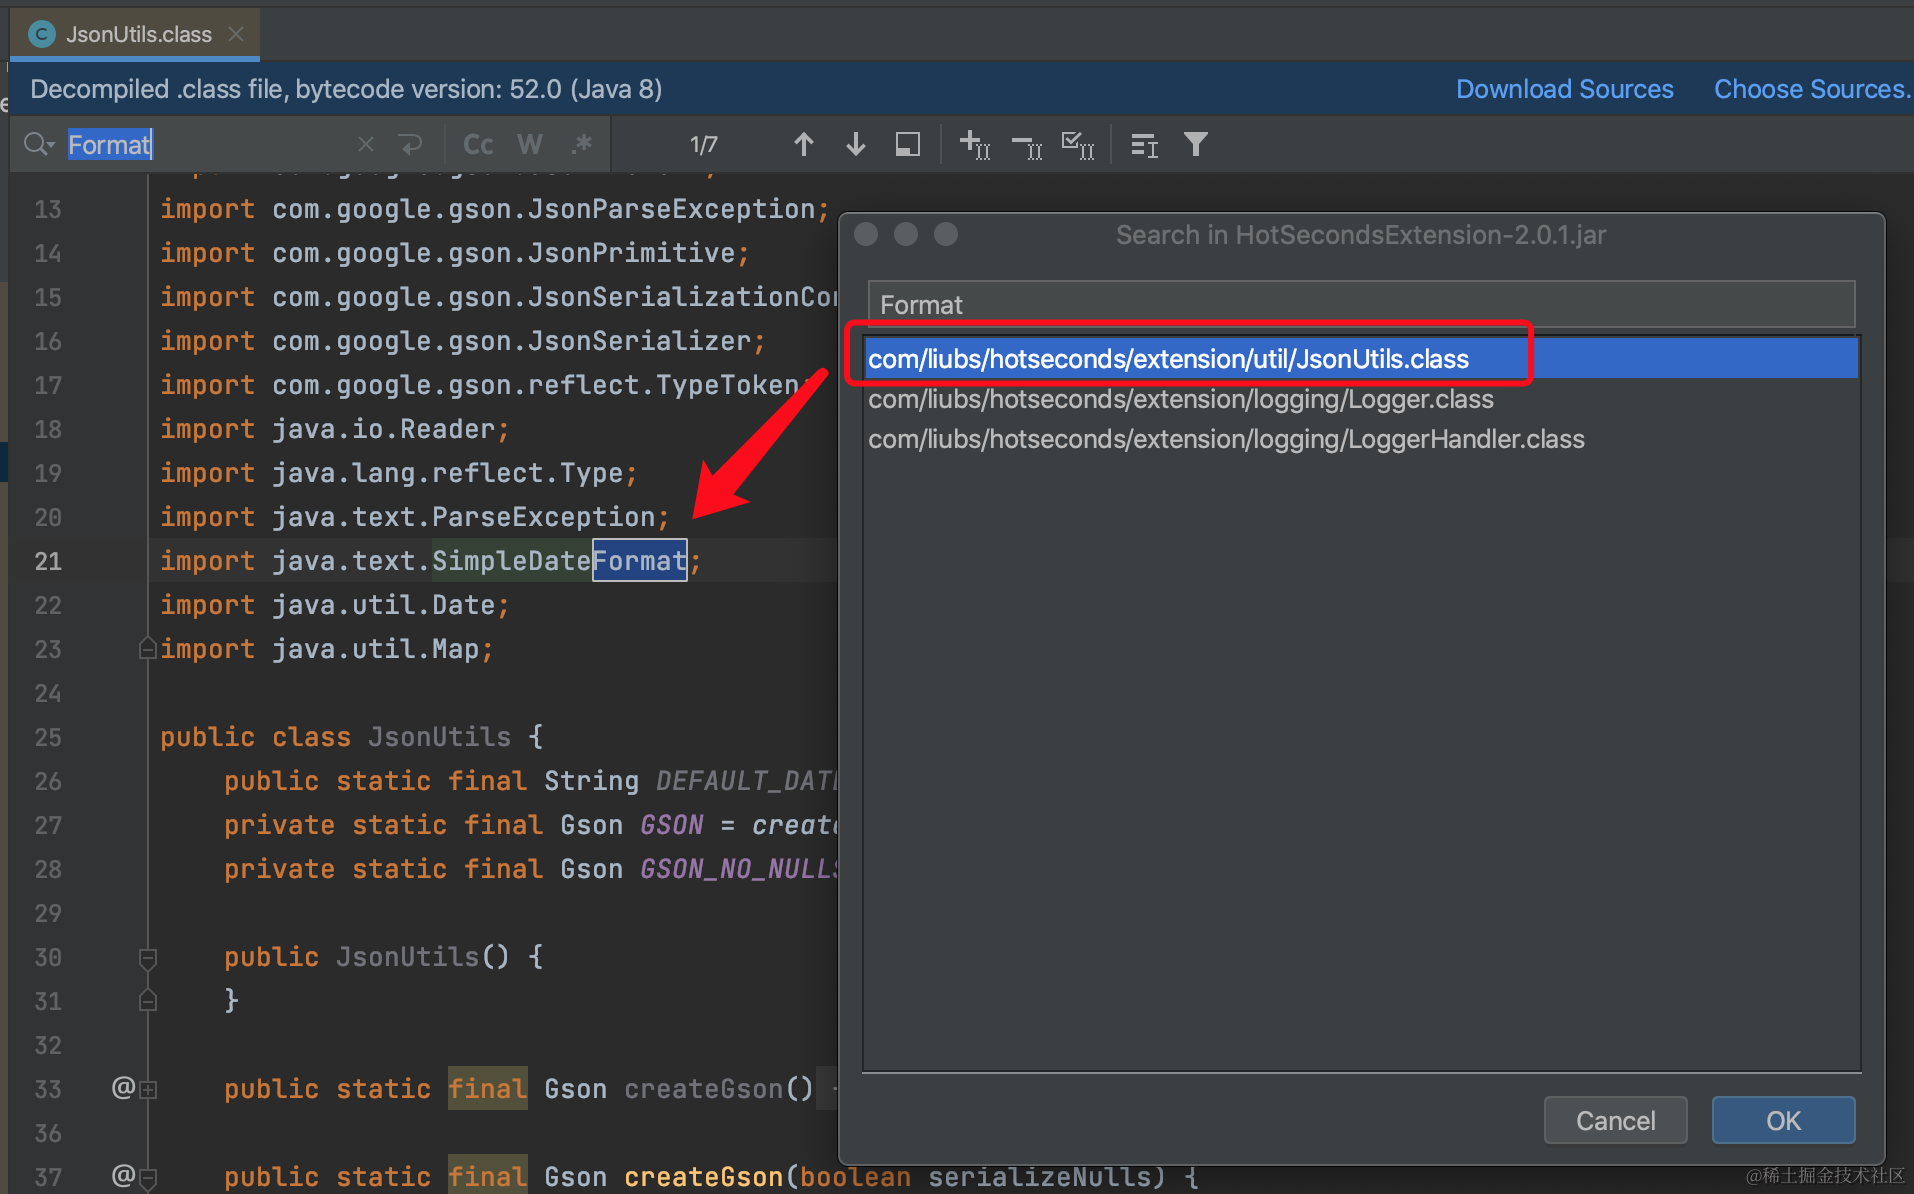 JsonUtils.class
Decompiled .class file, bytecode version: 52.0 (Java 8)
Download Sources
Choose Sources.
Format
Cc W .*
1/7
13 import com.google.gson.JsonParseException;
14 import com.google.gson.JsonPrimitive;
15 import com.google.gson.JsonSerializationCo
16 import com.google.gson.JsonSerializer;
17 import com.google.gson.reflect.TypeToken;
18 import java.io.Reader;
19 import java.lang.reflect.Type;
20 import java.text.ParseException;
21 import java.text.SimpleDateFormat;
22 import java.util.Date;
23 import java.util.Map;
24
25 public class JsonUtils {
26 public static final String DEFAULT_DATE
27 private static final Gson GSON = create
28 private static final Gson GSON_NO_NULLS
29
30 public JsonUtils() {
31 }
32
33 @ public static final Gson createGson()
36
37 @ public static final Gson createGson(boolean serializeNulls) {
Search in HotSecondsExtension-2.0.1.jar
Format
com/liubs/hotseconds/extension/util/JsonUtils.class
com/liubs/hotseconds/extension/logging/Logger.class
com/liubs/hotseconds/extension/logging/LoggerHandler.class
Cancel
OK
@稀土掘金技术社区